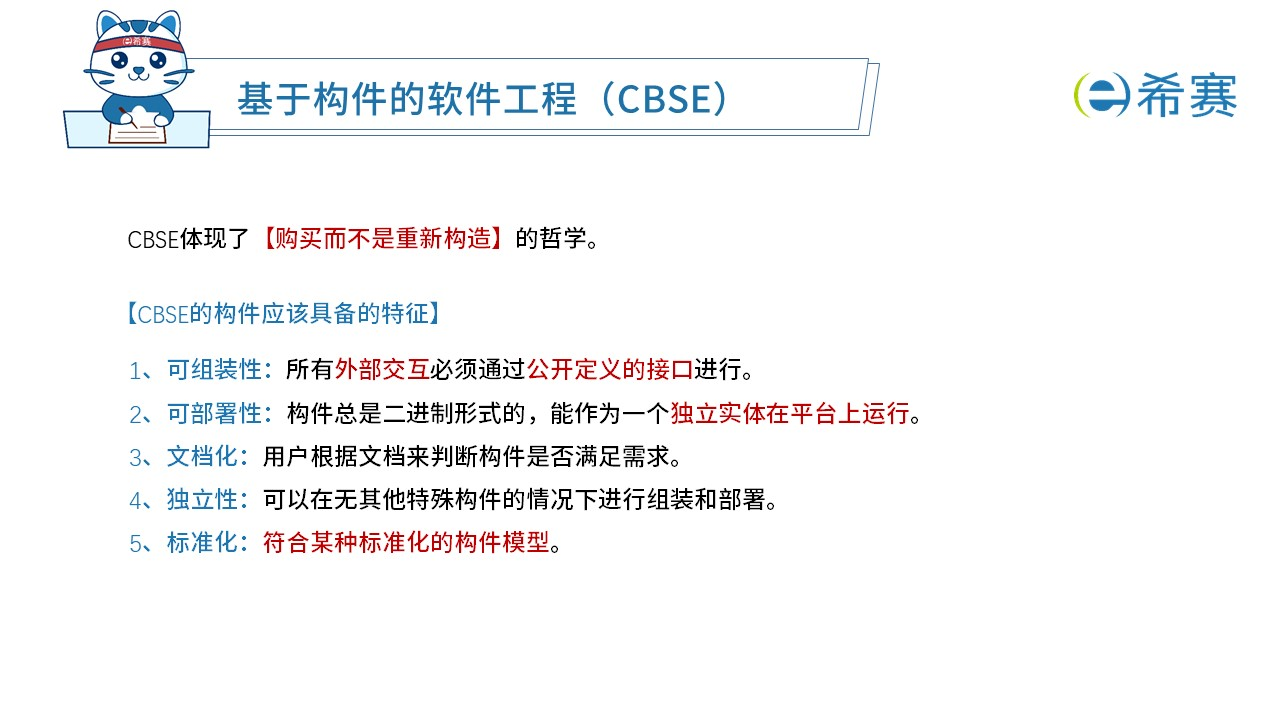 希赛
基于构件的软件工程（CBSE）
希赛
CBSE体现了【购买而不是重新构造】的哲学。
【CBSE的构件应该具备的特征】
1、可组装性：所有外部交互必须通过公开定义的接口进行。
2、可部署性：构件总是二进制形式的，能作为一个独立实体在平台上运行。
3、文档化：用户根据文档来判断构件是否满足需求。
4、独立性：可以在无其他特殊构件的情况下进行组装和部署。
5、标准化：符合某种标准化的构件模型。